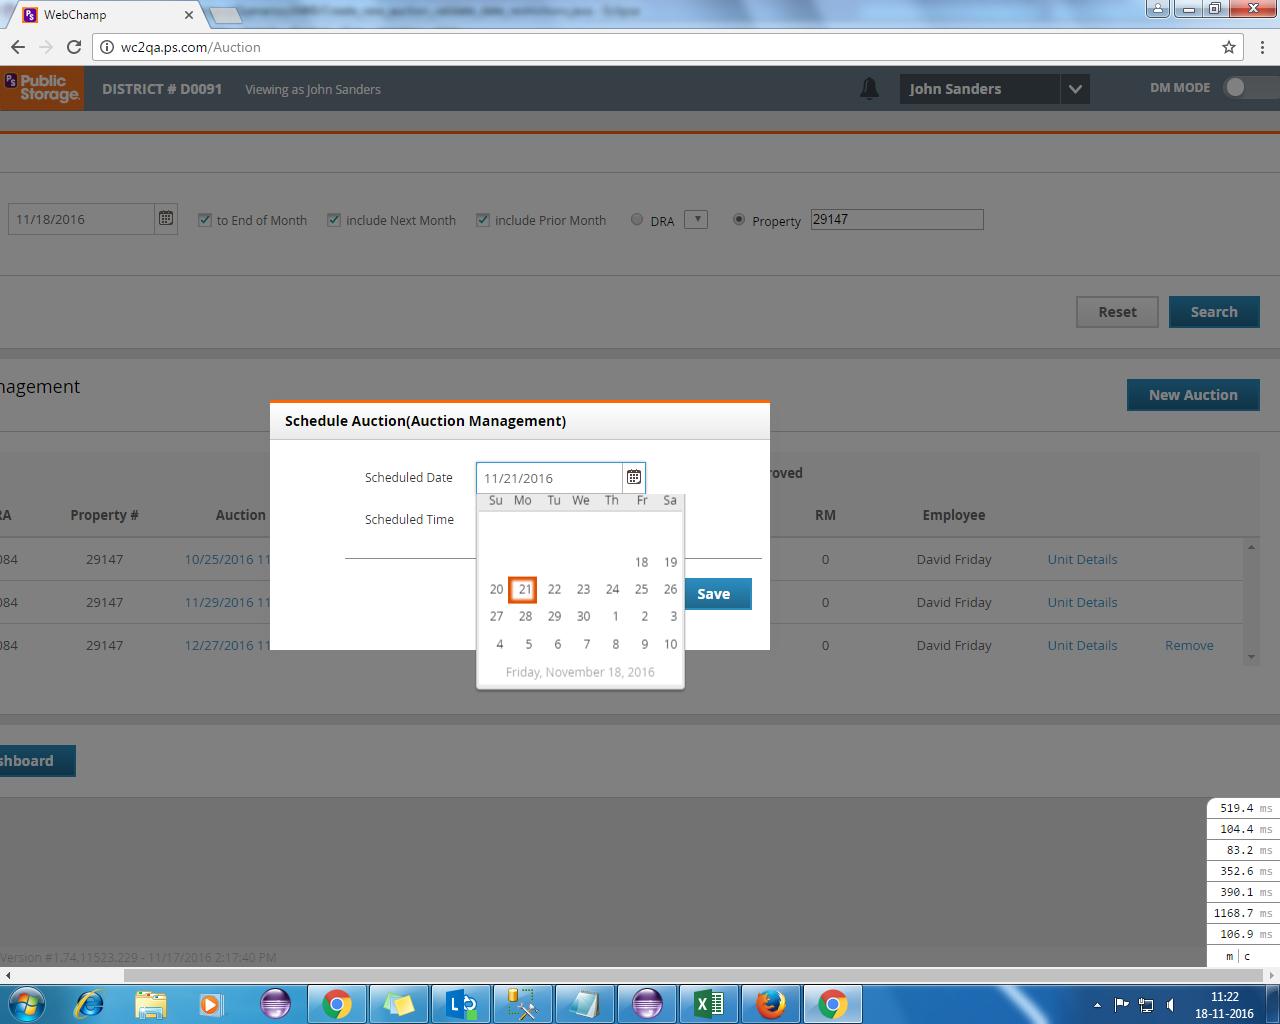 WebChamp
wc2qa.ps.com/Auction
PS Public Storage.
DISTRICT # D0091
Viewing as John Sanders
John Sanders
DM MODE
11/18/2016
to End of Month
include Next Month
include Prior Month
DRA
Property
29147
Reset
Search
nagement
New Auction
Schedule Auction(Auction Management)
Scheduled Date
11/21/2016
Scheduled Time
Su Mo Tu We Th Fr Sa
18 19
20 21 22 23 24 25 26
27 28 29 30 1 2 3
4 5 6 7 8 9 10
Friday, November 18, 2016
Save
oved
RA Property # Auction RM Employee
084 29147 10/25/2016 11 0 David Friday Unit Details
084 29147 11/29/2016 11 0 David Friday Unit Details
084 29147 12/27/2016 11 0 David Friday Unit Details Remove
shboard
519.4 ms
104.4 ms
83.2 ms
352.6 ms
390.1 ms
1168.7 ms
106.9 ms
m | c
Version #1.74.11523.229 - 11/17/2016 2:17:40 PM
11:22
18-11-2016